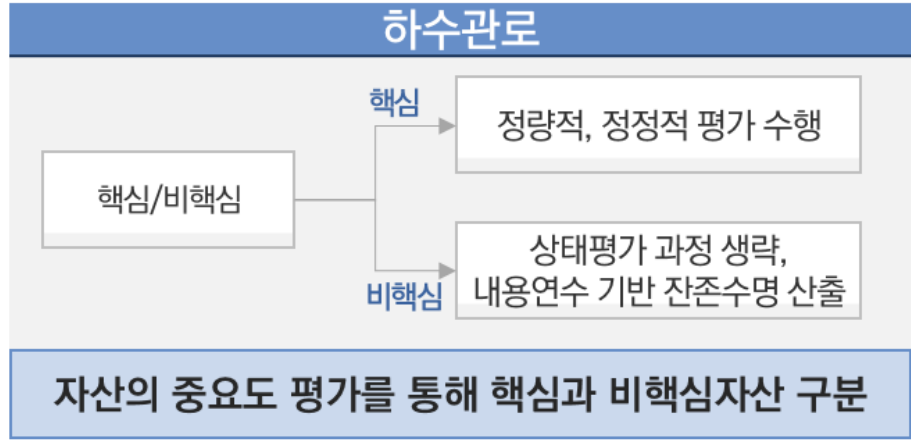 하수관로
핵심
정량적, 정정적 평가 수행
핵심/비핵심
비핵심
상태평가 과정 생략,
내용연수 기반 잔존수명 산출
자산의 중요도 평가를 통해 핵심과 비핵심자산 구분